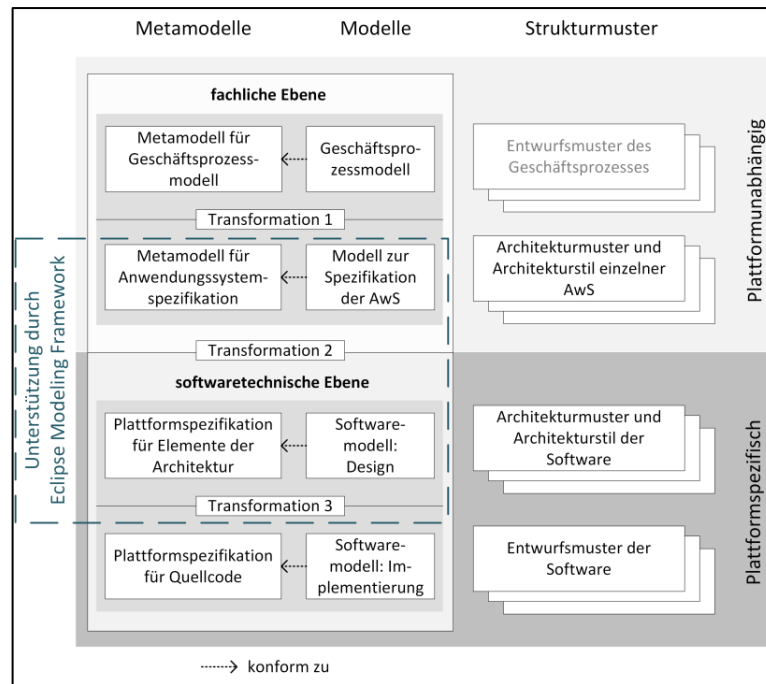 Metamodelle
Modelle
Strukturmuster
fachliche Ebene
Metamodell für
Geschäftsprozess-
modell
Geschäftspro-
zessmodell
Entwurfsmuster des
Geschäftsprozesses
Transformation 1
Metamodell für
Anwendungssystem-
spezifikation
Modell zur
Spezifikation
der AwS
Architekturmuster und
Architekturstil einzelner
AwS
Plattformunabhängig
Transformation 2
Unterstützung durch
Eclipse Modeling Framework
softwaretechnische Ebene
Plattformspezifikation
für Elemente der
Architektur
Software-
modell:
Design
Architekturmuster und
Architekturstil der
Software
Transformation 3
Plattformspezifikation
für Quellcode
Software-
modell: Im-
plementierung
Entwurfsmuster der
Software
Plattformspezifisch
konform zu